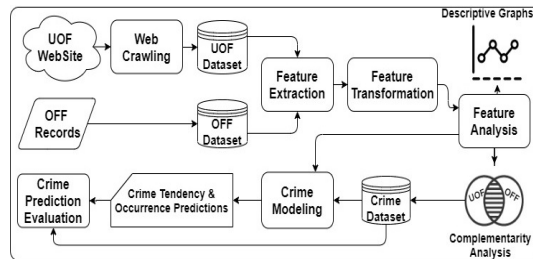 Descriptive Graphs
UOF
WebSite
Web
Crawling
UOF
Dataset
Feature
Extraction
Feature
Transformation
Feature
Analysis
OFF
Records
OFF
Dataset
Crime
Prediction
Evaluation
Crime Tendency &
Occurrence Predictions
Crime
Modeling
Crime
Dataset
UOF
OFF
Complementarity
Analysis